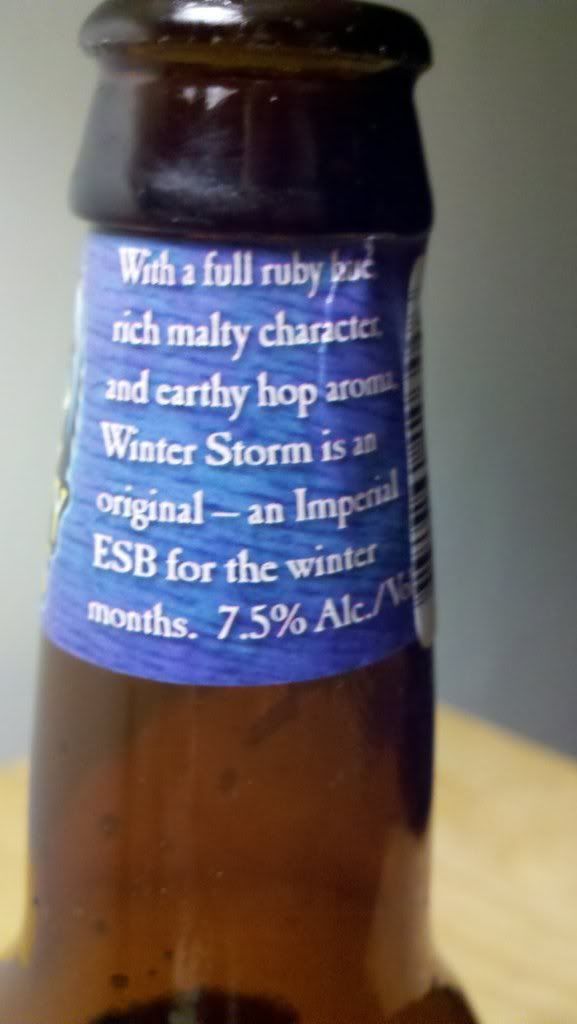 With a full ruby hue
rich malty character
and earthy hop aroma,
Winter Storm is an
original – an Imperial
ESB for the winter
months. 7.5% Alc./Vo